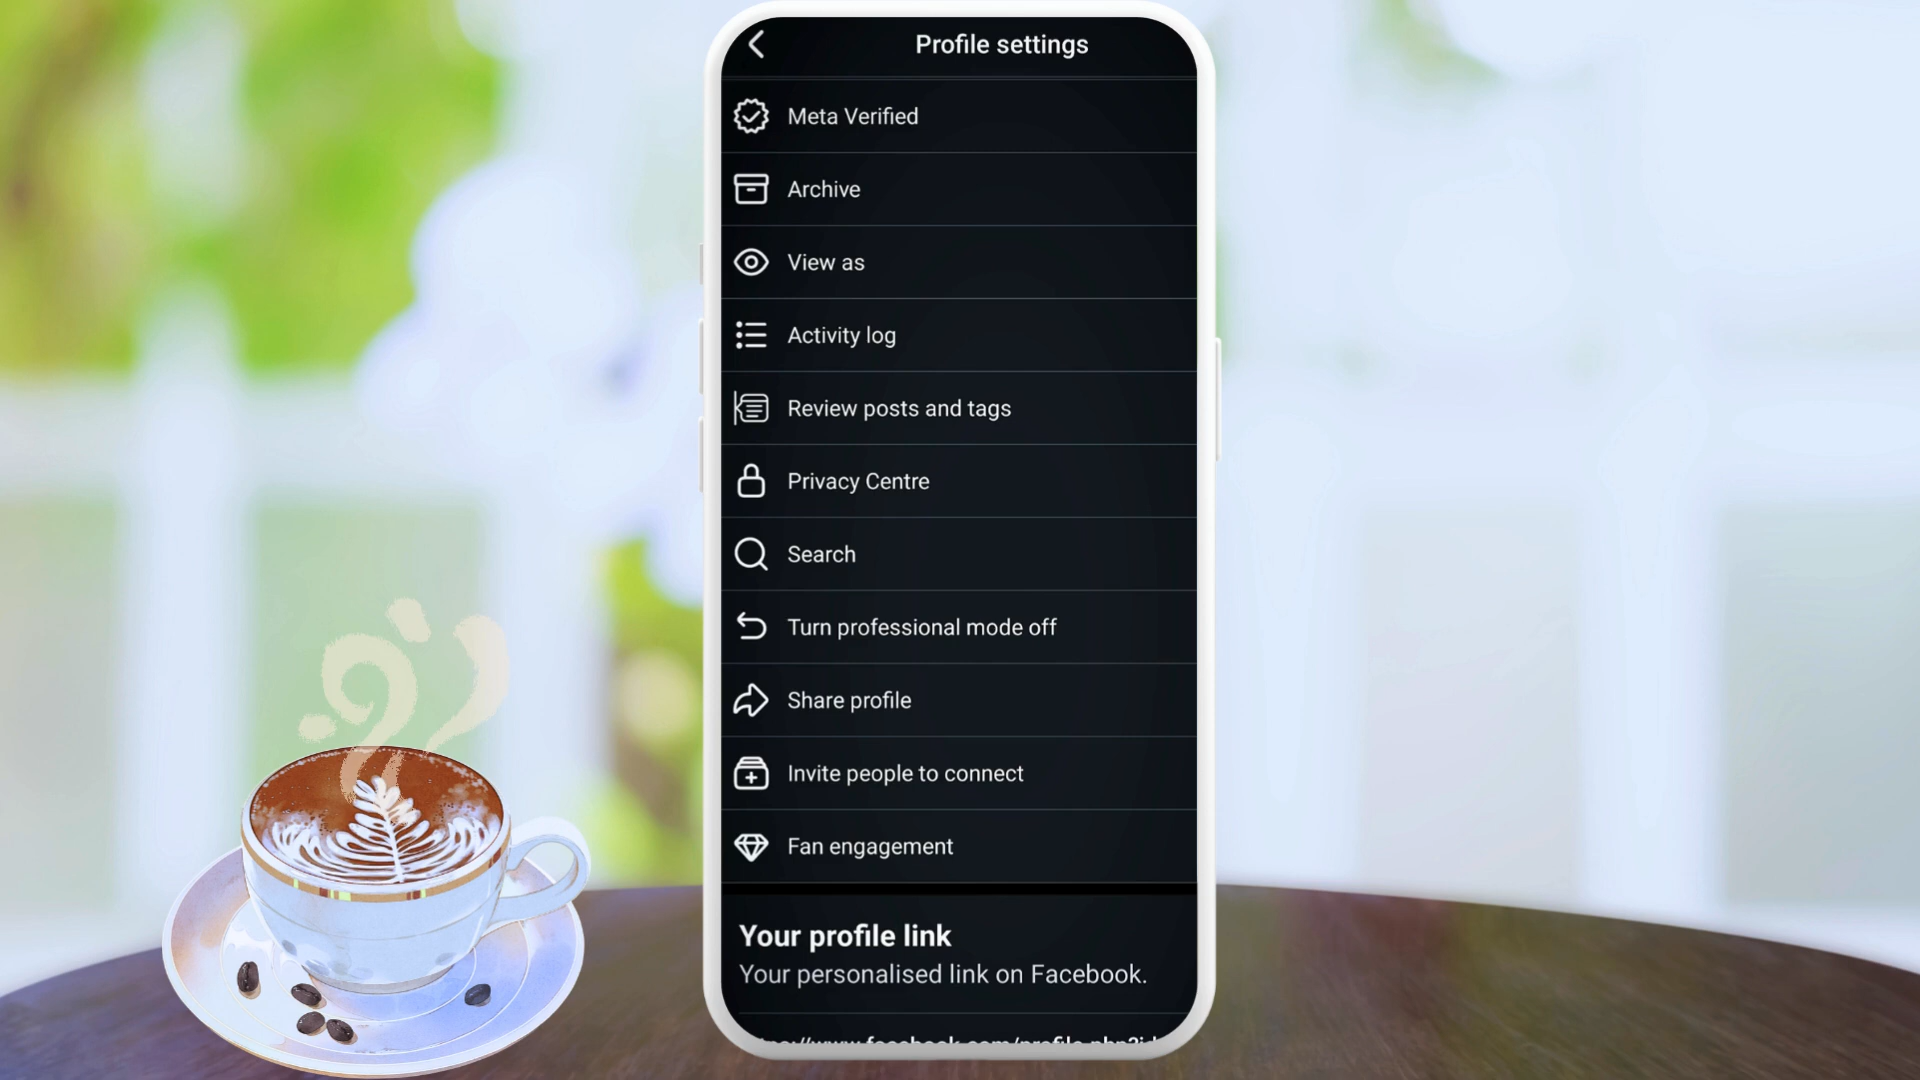 Profile settings
Meta Verified
Archive
View as
Activity log
Review posts and tags
Privacy Centre
Search
Turn professional mode off
Share profile
Invite people to connect
Fan engagement
Your profile link
Your personalised link on Facebook.